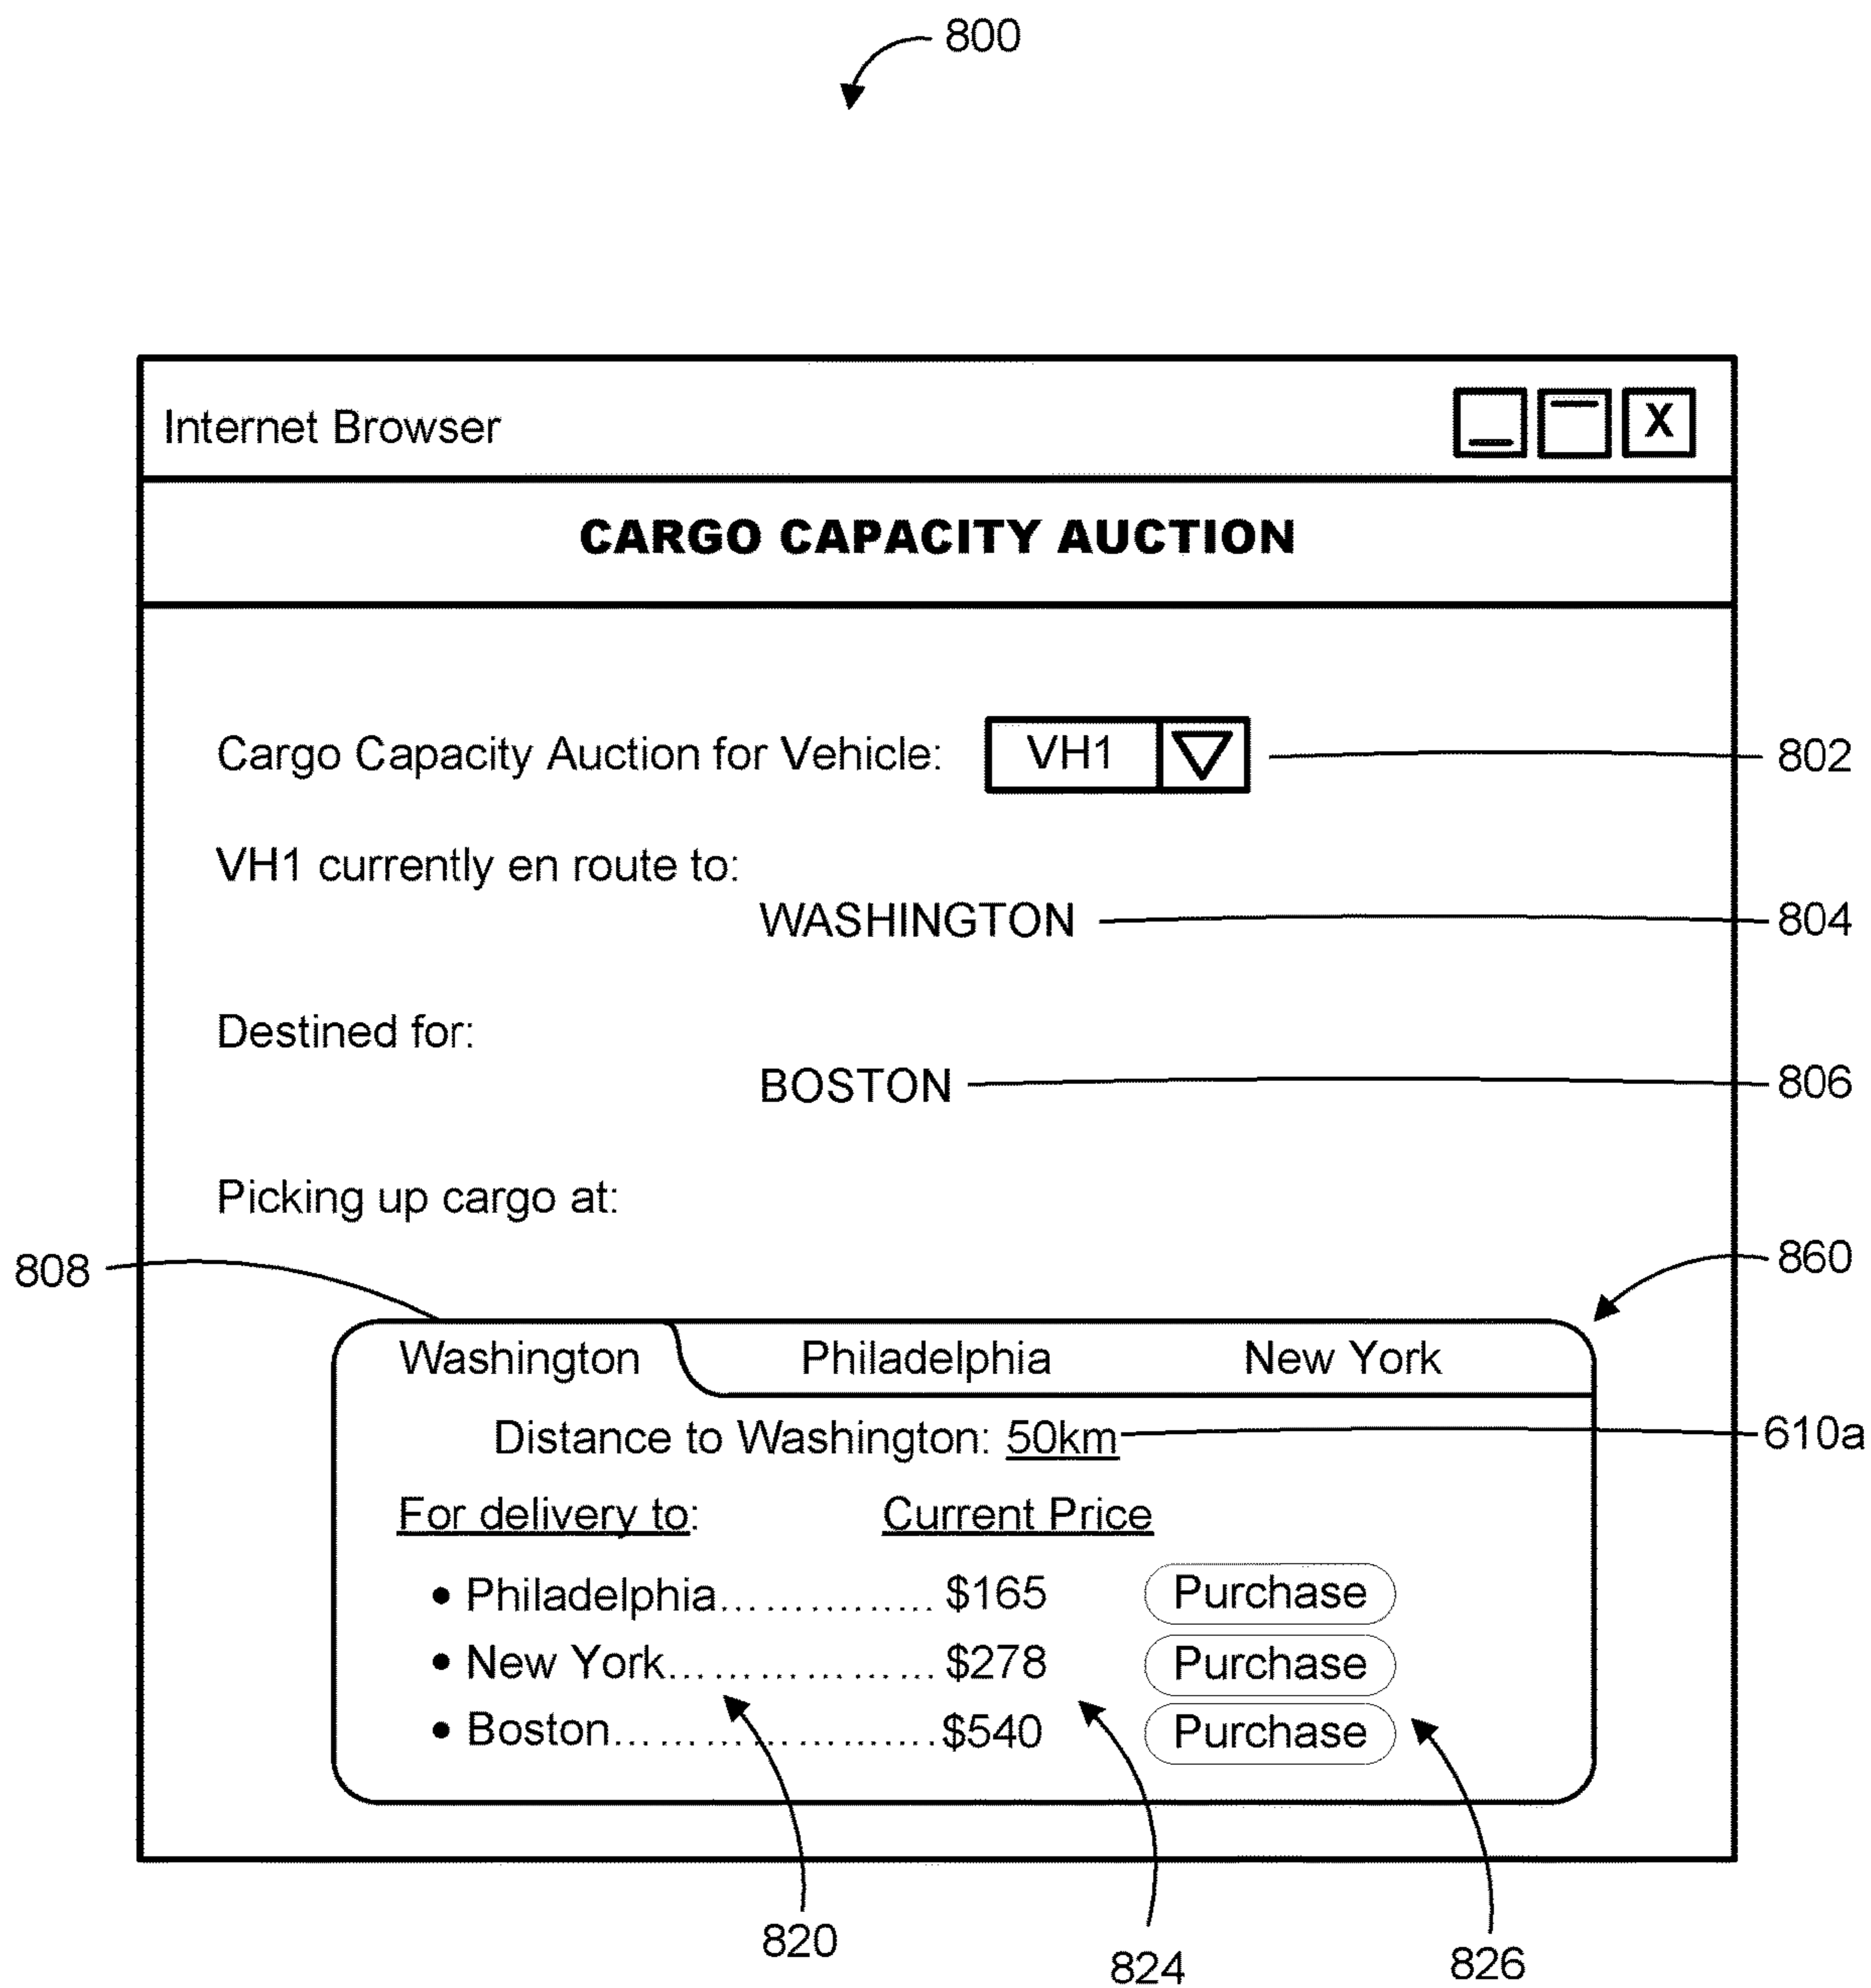 800
Internet Browser
X
CARGO CAPACITY AUCTION
Cargo Capacity Auction for Vehicle: VH1
802
VH1 currently en route to:
WASHINGTON
804
Destined for:
BOSTON
806
Picking up cargo at:
808
860
Washington Philadelphia New York
Distance to Washington: 50km
610a
For delivery to: Current Price
• Philadelphia.............. $165 Purchase
• New York.................. $278 Purchase
• Boston......................$540 Purchase
820
824
826